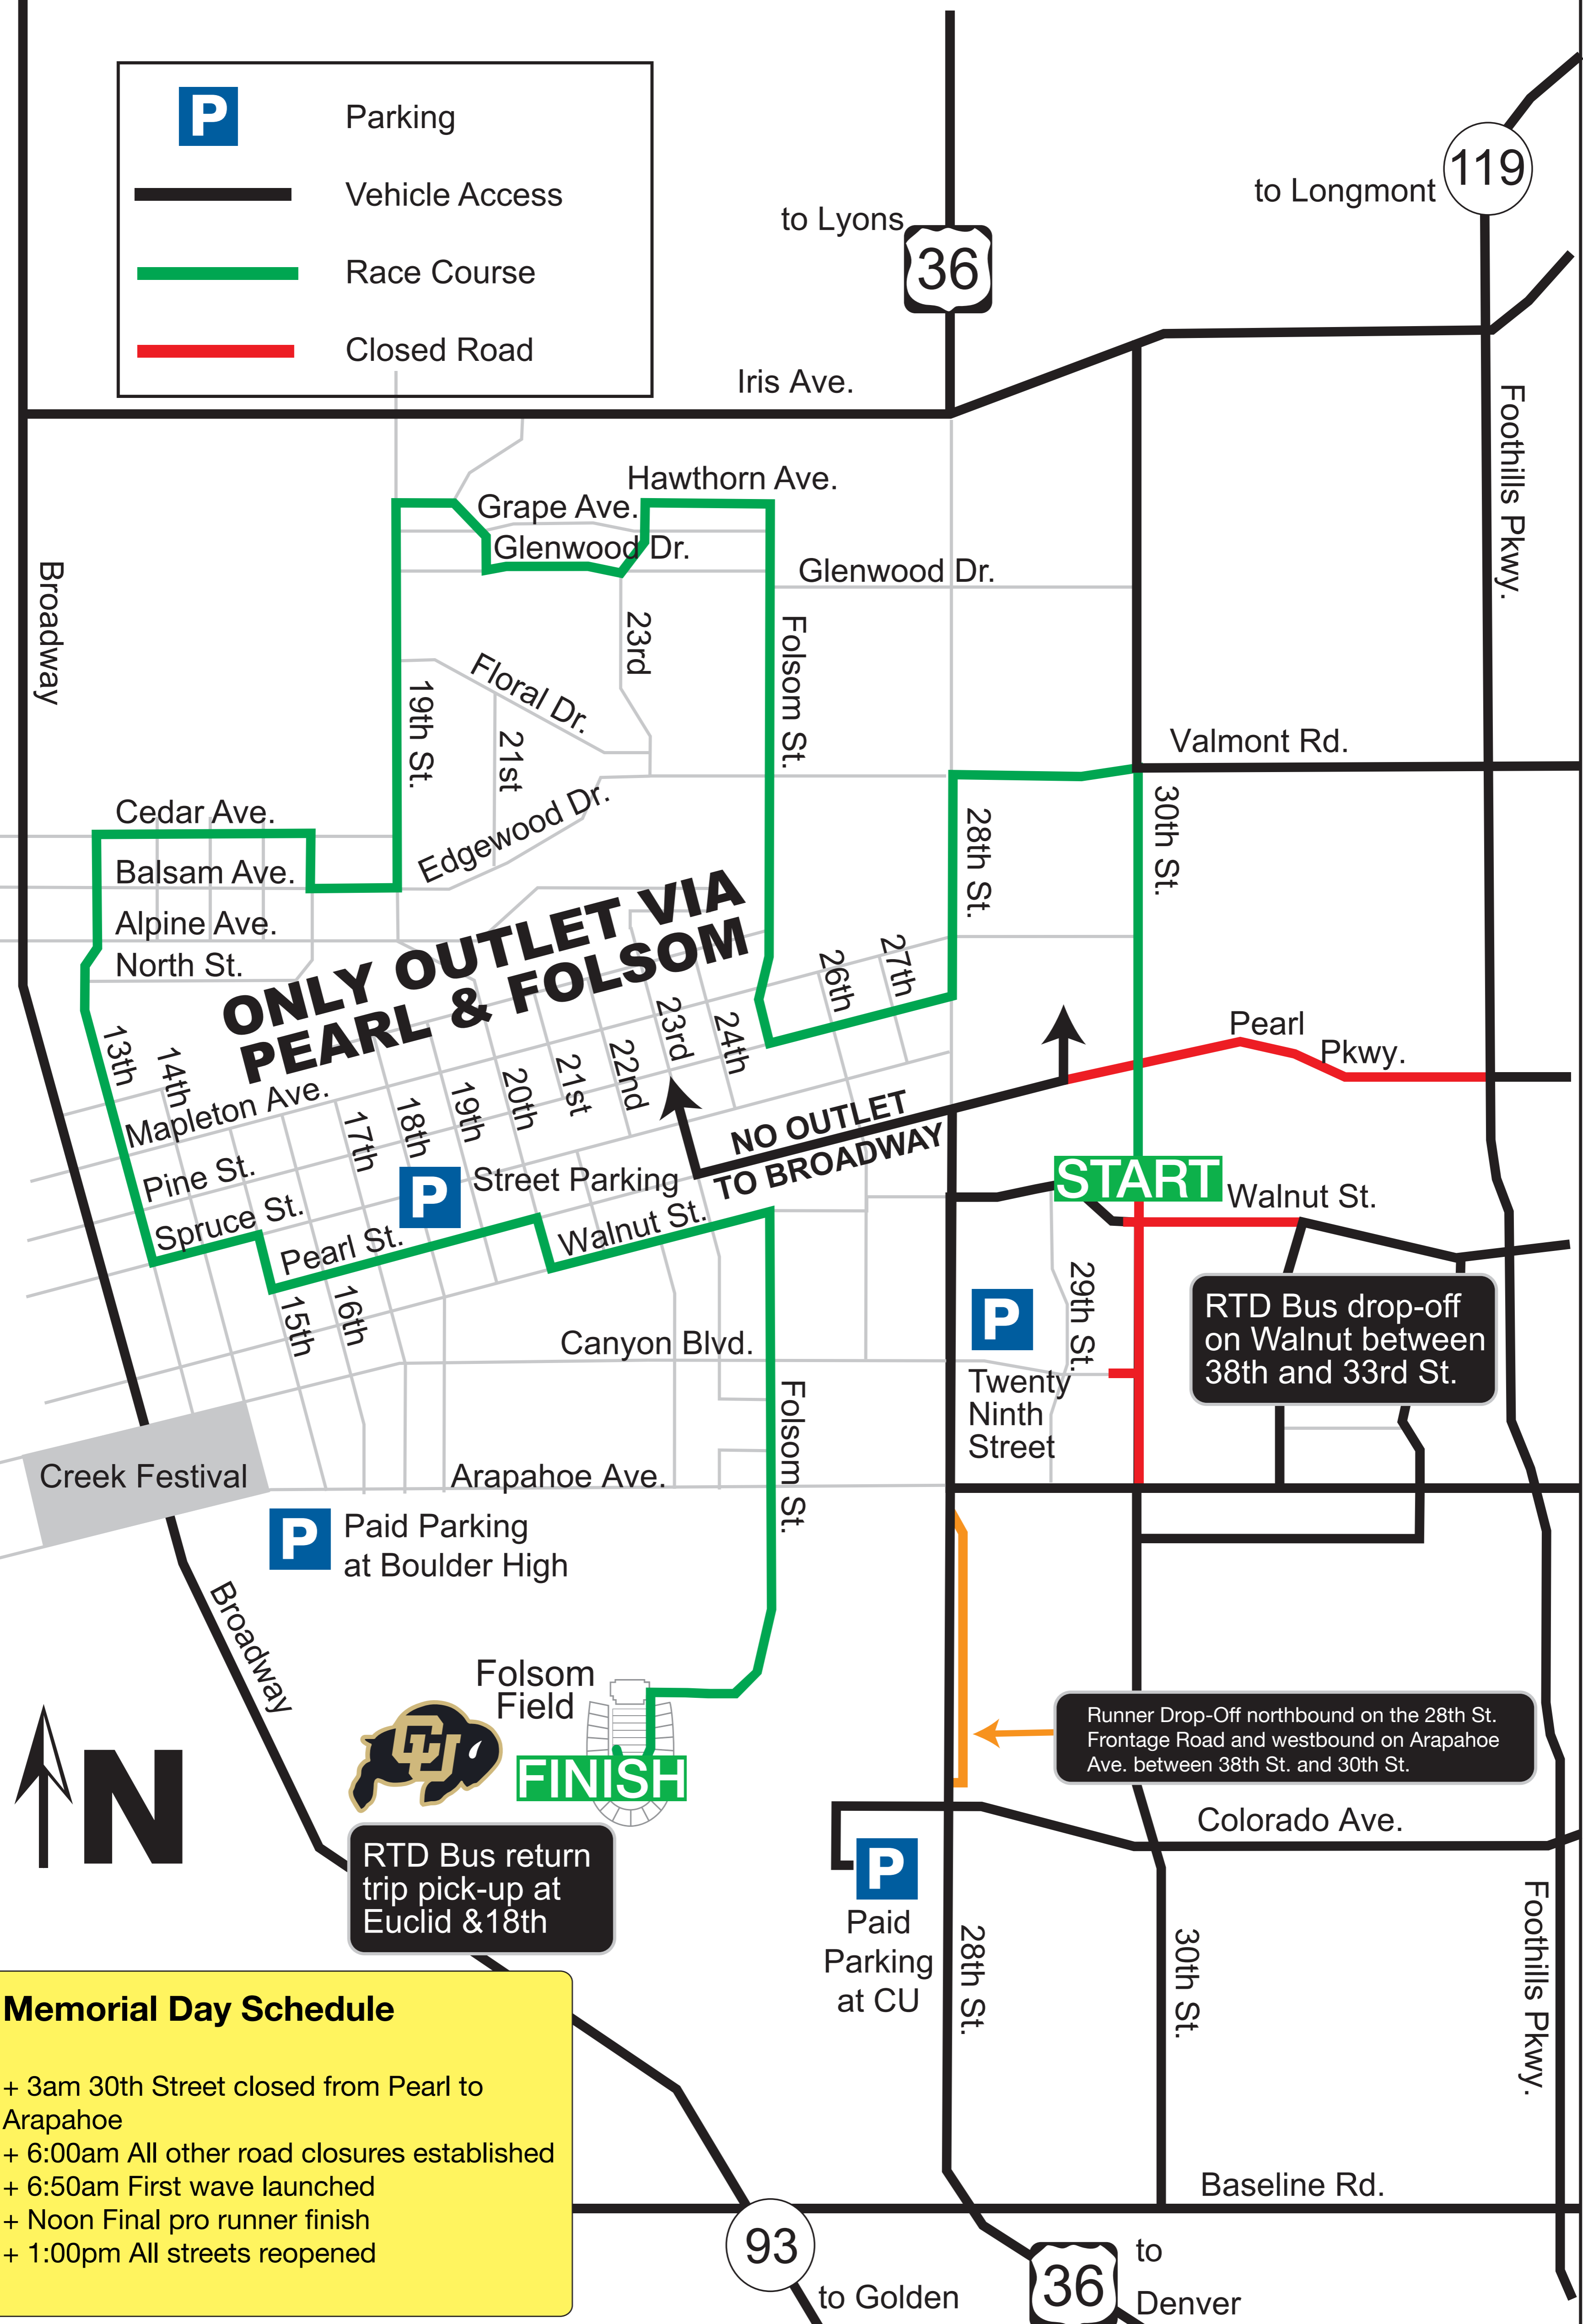 P
Parking
Vehicle Access
Race Course
Closed Road
to Lyons
36
to Longmont
119
Iris Ave.
Foothills Pkwy.
Hawthorn Ave.
Grape Ave.
Glenwood Dr.
Glenwood Dr.
Broadway
23rd
Folsom St.
Floral Dr.
19th St.
21st
Valmont Rd.
Edgewood Dr.
28th St.
30th St.
Cedar Ave.
Balsam Ave.
Alpine Ave.
North St.
ONLY OUTLET VIA
PEARL & FOLSOM
26th
27th
13th
14th
23rd
24th
Pearl
Pkwy.
Mapleton Ave.
17th
18th
19th
20th
21st
22nd
NO OUTLET
TO BROADWAY
Pine St.
P
Street Parking
START
Walnut St.
Spruce St.
Pearl St.
Walnut St.
15th
16th
Canyon Blvd.
P
29th St.
Twenty
Ninth
Street
RTD Bus drop-off
on Walnut between
38th and 33rd St.
Folsom St.
Creek Festival
Arapahoe Ave.
P
Paid Parking
at Boulder High
Broadway
Folsom
Field
CU
FINISH
N
Runner Drop-Off northbound on the 28th St.
Frontage Road and westbound on Arapahoe
Ave. between 38th St. and 30th St.
Colorado Ave.
RTD Bus return
trip pick-up at
Euclid &18th
P
Paid
Parking
at CU
28th St.
30th St.
Foothills Pkwy.
Memorial Day Schedule
+ 3am 30th Street closed from Pearl to
Arapahoe
+ 6:00am All other road closures established
+ 6:50am First wave launched
+ Noon Final pro runner finish
+ 1:00pm All streets reopened
Baseline Rd.
93
to Golden
36
to
Denver